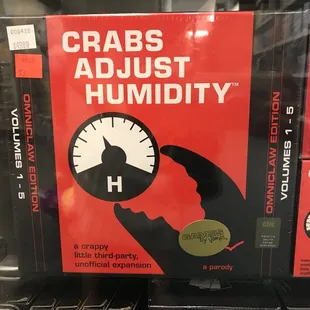 CRABS
ADJUST
HUMIDITY™
OMNICLAW EDITION
VOLUMES 1 - 5
OMNICLAW EDITION
VOLUMES 1 - 5
H
a crappy
little third-party,
unofficial expansion
a parody